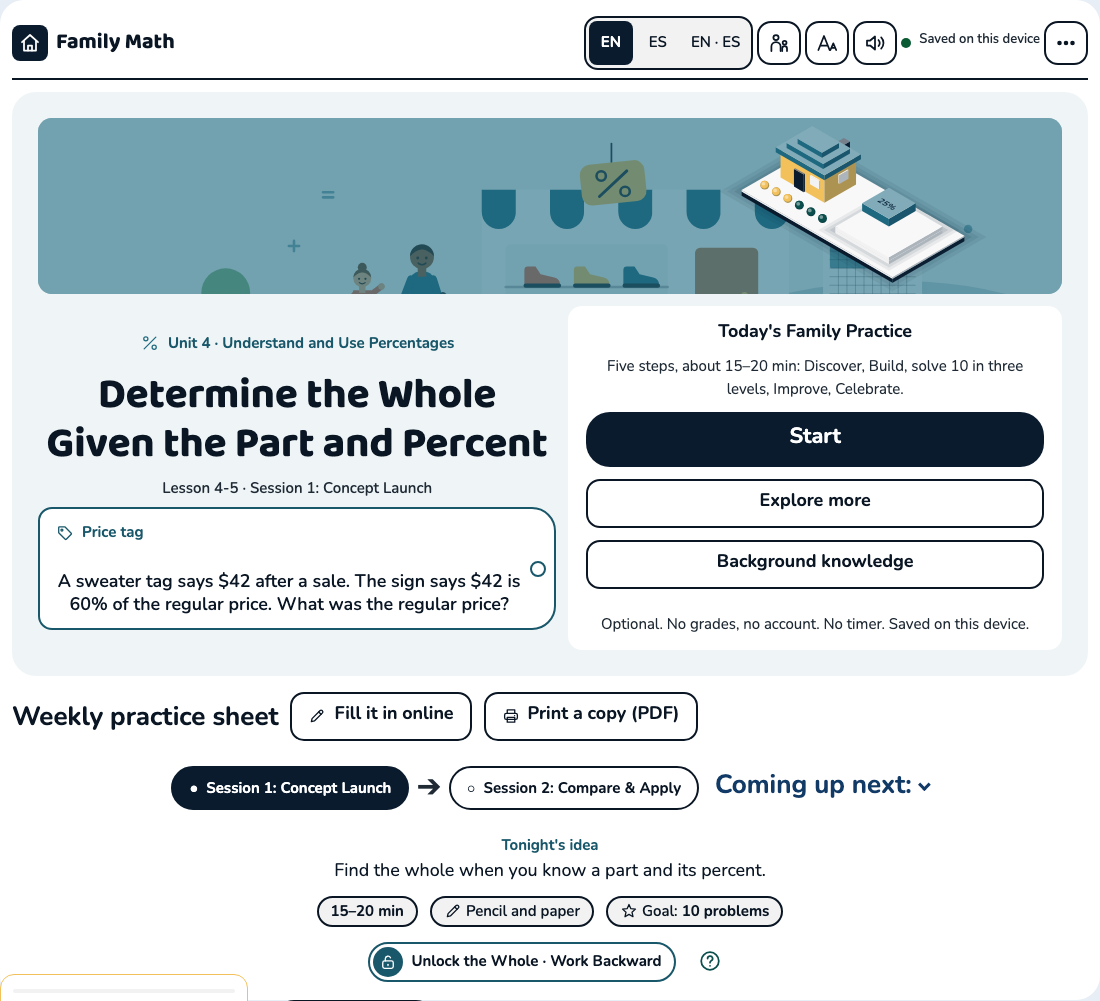 Family Math
EN
ES
EN · ES
Saved on this device
=
+
%
25%
Unit 4 · Understand and Use Percentages
Determine the Whole
Given the Part and Percent
Lesson 4-5 · Session 1: Concept Launch
Price tag
A sweater tag says $42 after a sale. The sign says $42 is
60% of the regular price. What was the regular price?
Today's Family Practice
Five steps, about 15–20 min: Discover, Build, solve 10 in three
levels, Improve, Celebrate.
Start
Explore more
Background knowledge
Optional. No grades, no account. No timer. Saved on this device.
Weekly practice sheet
Fill it in online
Print a copy (PDF)
Session 1: Concept Launch
Session 2: Compare & Apply
Coming up next:
Tonight's idea
Find the whole when you know a part and its percent.
15–20 min
Pencil and paper
Goal: 10 problems
Unlock the Whole · Work Backward